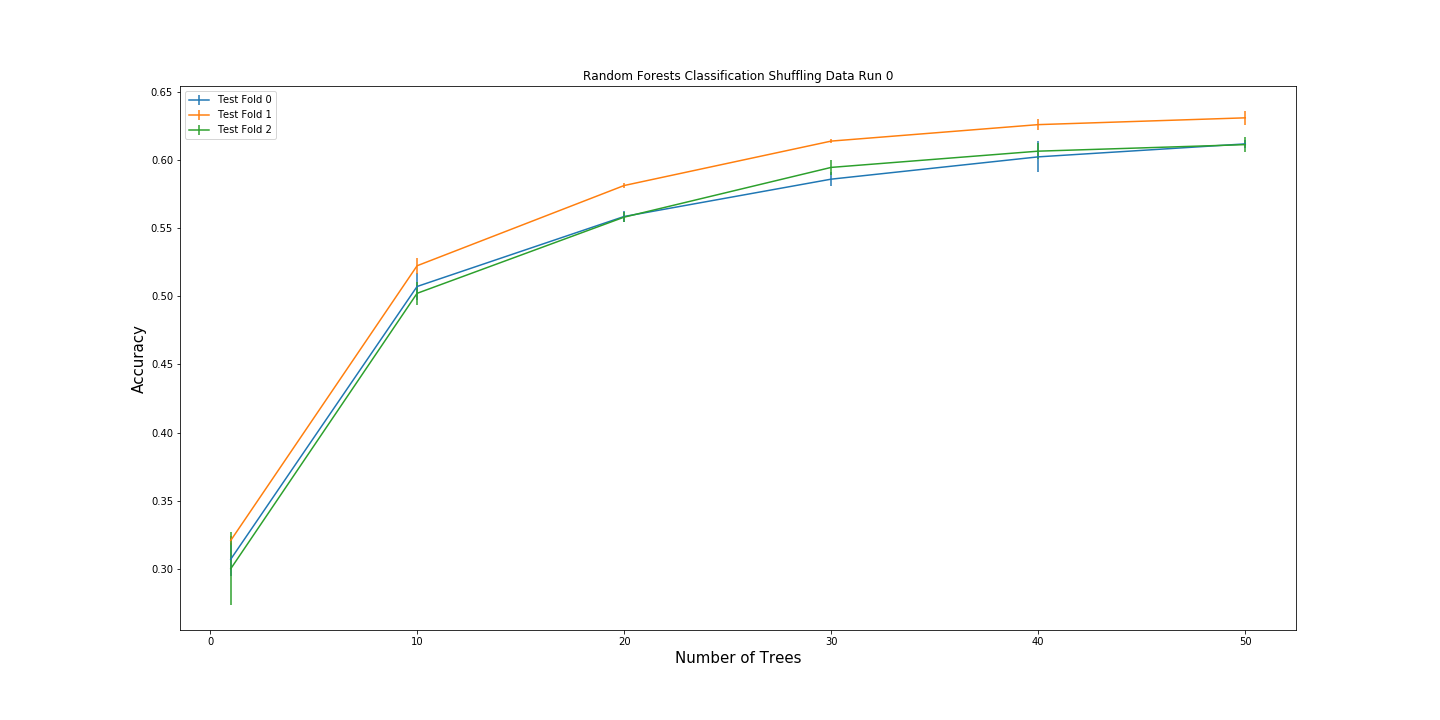 Random Forests Classification Shuffling Data Run 0
Test Fold 0
Test Fold 1
Test Fold 2
0.65
0.60
0.55
0.50
0.45
0.40
0.35
0.30
Accuracy
0 10 20 30 40 50
Number of Trees